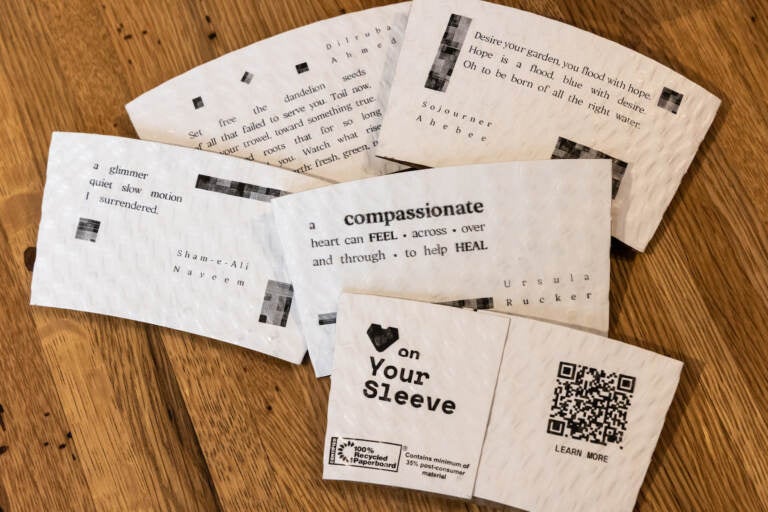 Dilruba
Ahmed
Set free the dandelion seeds
of all that failed to serve you. Toil now,
your trowel, toward something true.
roots that for so long
you. Watch what rises
fresh, green,
Desire your garden, you flood with hope.
Hope is a flood, blue with desire.
Oh to be born of all the right water.
Sojourner
Ahebee
a glimmer
quiet slow motion
I surrendered.
Sham-e-Ali
Nayeem
a compassionate
heart can FEEL • across • over
and through • to help HEAL
Ursula
Rucker
on
Your
Sleeve
CERTIFIED
100%
Recycled
Paperboard
®
Contains minimum of
35% post-consumer
material
LEARN MORE